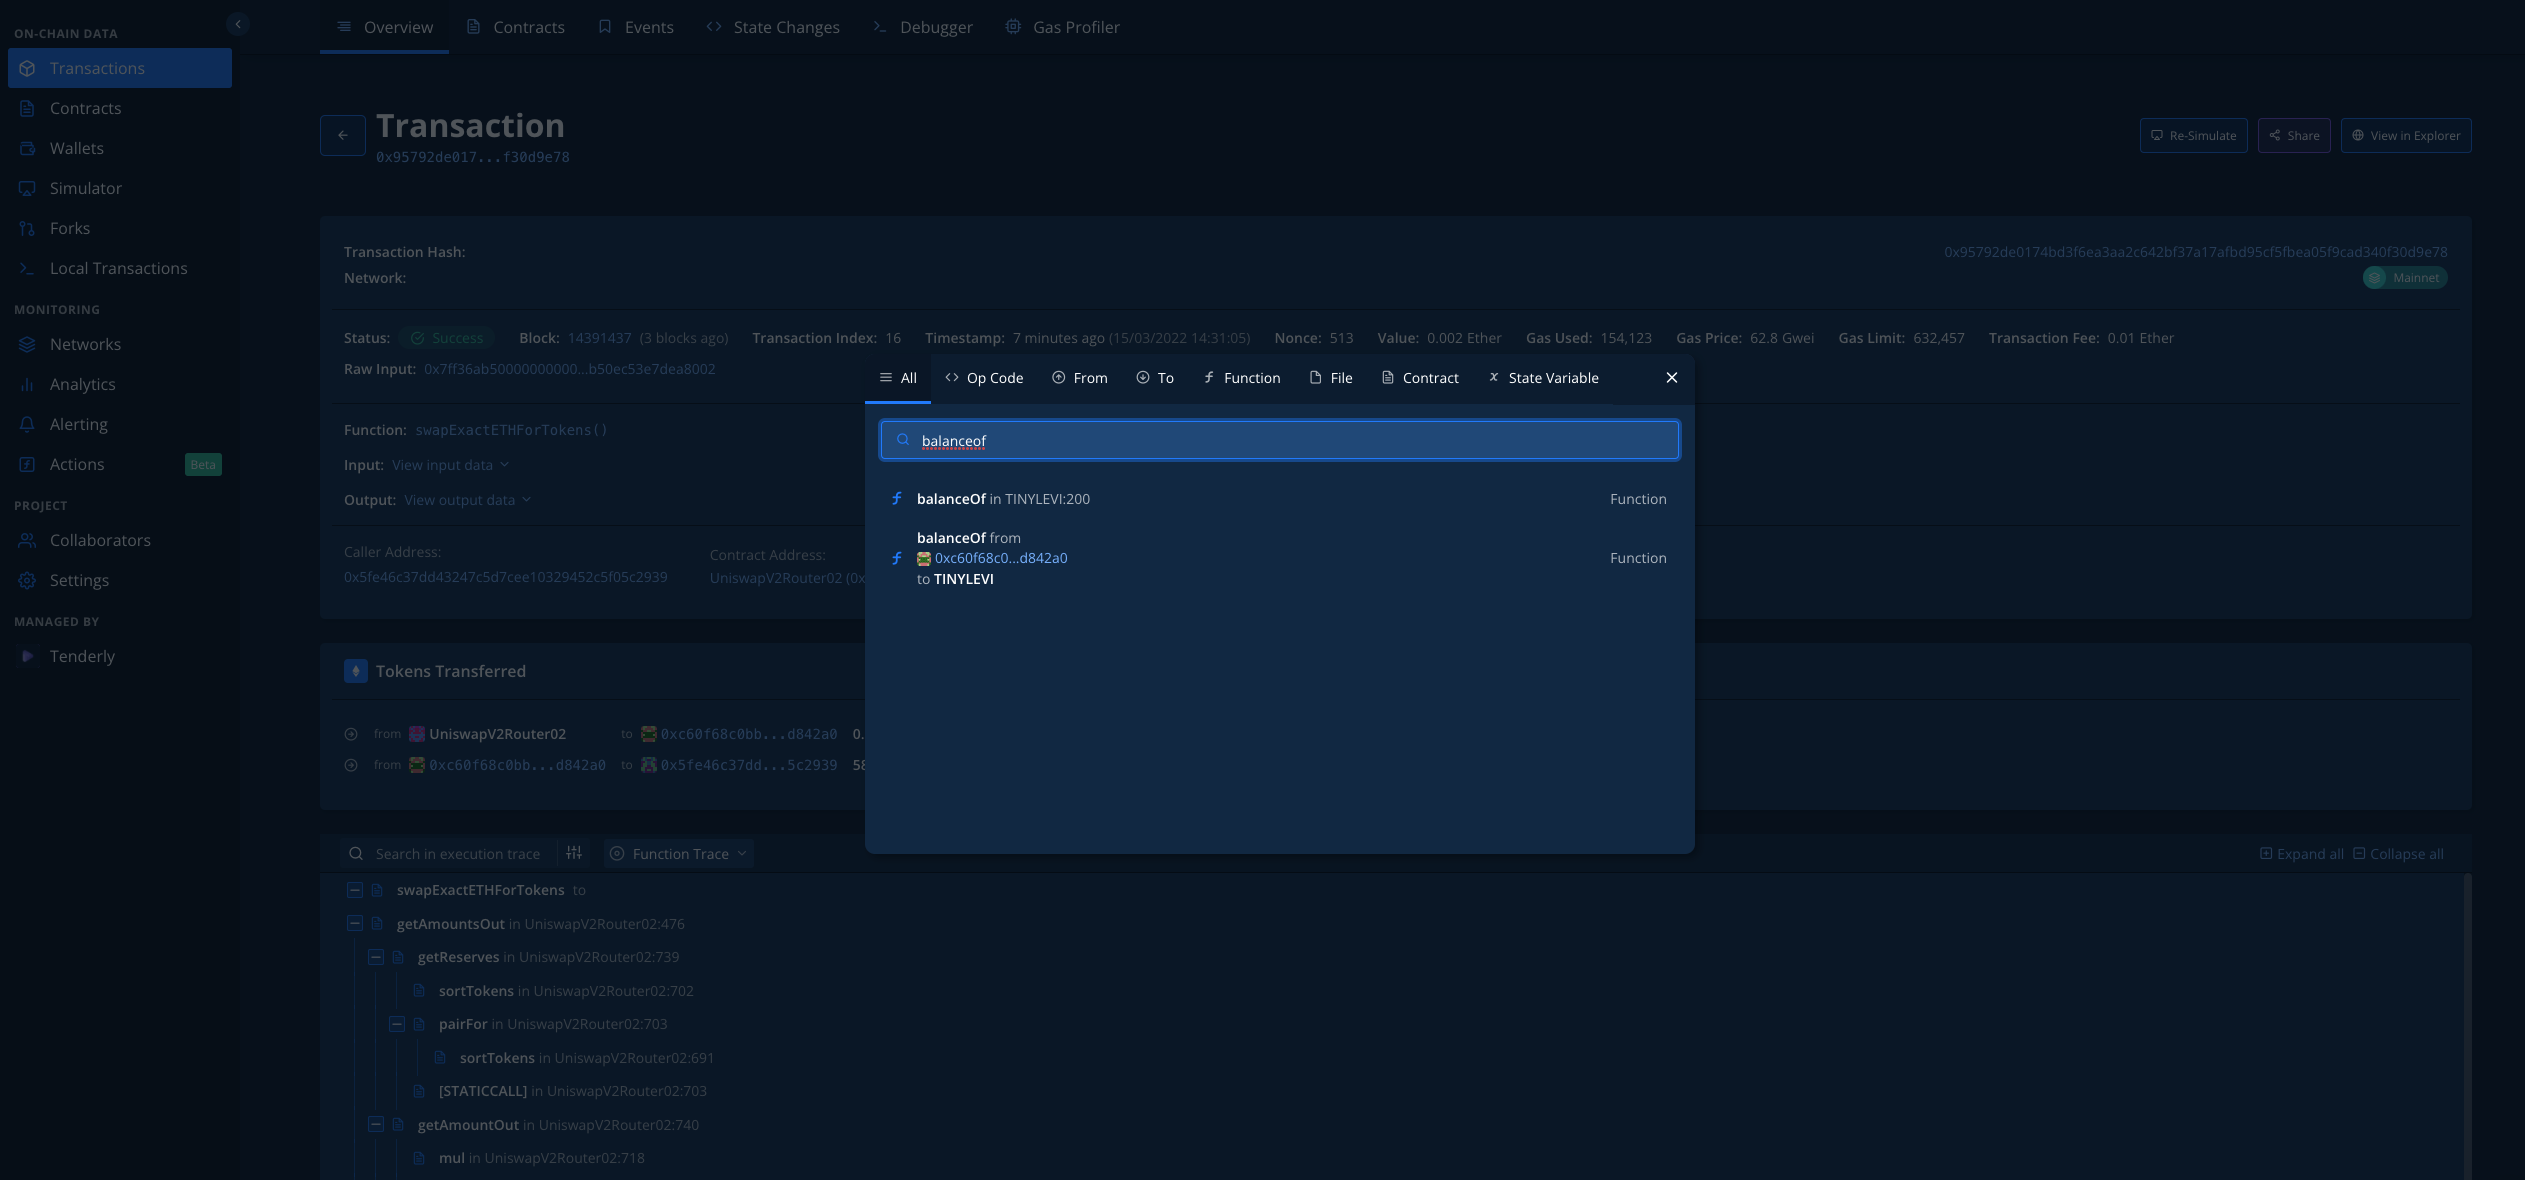 ON-CHAIN DATA
Transactions
Contracts
Wallets
Simulator
Forks
Local Transactions
MONITORING
Networks
Analytics
Alerting
Actions Beta
PROJECT
Collaborators
Settings
MANAGED BY
Tenderly
Overview Contracts Events State Changes Debugger Gas Profiler
Transaction
0x95792de017...f30d9e78
Re-Simulate Share View in Explorer
Transaction Hash: 0x95792de0174bd3f6ea3aa2c642bf37a17afbd95cf5fbea05f9cad340f30d9e78
Network: Mainnet
Status: Success Block: 14391437 (3 blocks ago) Transaction Index: 16 Timestamp: 7 minutes ago (15/03/2022 14:31:05) Nonce: 513 Value: 0.002 Ether Gas Used: 154,123 Gas Price: 62.8 Gwei Gas Limit: 632,457 Transaction Fee: 0.01 Ether
Raw Input: 0x7ff36ab50000000000...b50ec53e7dea8002
Function: swapExactETHForTokens()
Input: View input data
Output: View output data
Caller Address:
0x5fe46c37dd43247c5d7cee10329452c5f05c2939
Contract Address:
UniswapV2Router02 (0x
All Op Code From To Function File Contract State Variable
balanceof
balanceOf in TINYLEVI:200 Function
balanceOf from
0xc60f68c0...d842a0 Function
to TINYLEVI
Tokens Transferred
from UniswapV2Router02 to 0xc60f68c0bb...d842a0 0.
from 0xc60f68c0bb...d842a0 to 0x5fe46c37dd...5c2939 58
Search in execution trace Function Trace Expand all Collapse all
swapExactETHForTokens to
getAmountsOut in UniswapV2Router02:476
getReserves in UniswapV2Router02:739
sortTokens in UniswapV2Router02:702
pairFor in UniswapV2Router02:703
sortTokens in UniswapV2Router02:691
[STATICCALL] in UniswapV2Router02:703
getAmountOut in UniswapV2Router02:740
mul in UniswapV2Router02:718